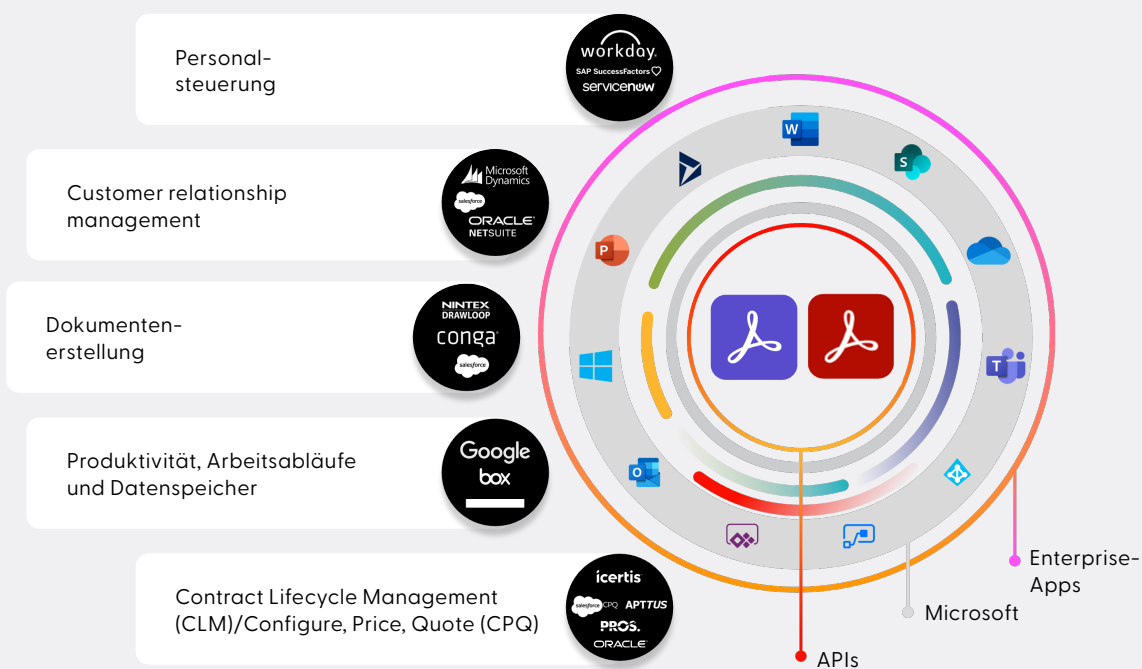 Personal-
steuerung
workday.
SAP SuccessFactors
servicenow
Customer relationship
management
Microsoft
Dynamics
salesforce
ORACLE
NETSUITE
Dokumenten-
erstellung
NINTEX
DRAWLOOP
conga
salesforce
Produktivität, Arbeitsabläufe
und Datenspeicher
Google
box
Contract Lifecycle Management
(CLM)/Configure, Price, Quote (CPQ)
icertis
salesforce CPQ APTTUS
PROS.
ORACLE
W
S
P
T
O
Enterprise-
Apps
Microsoft
APIs